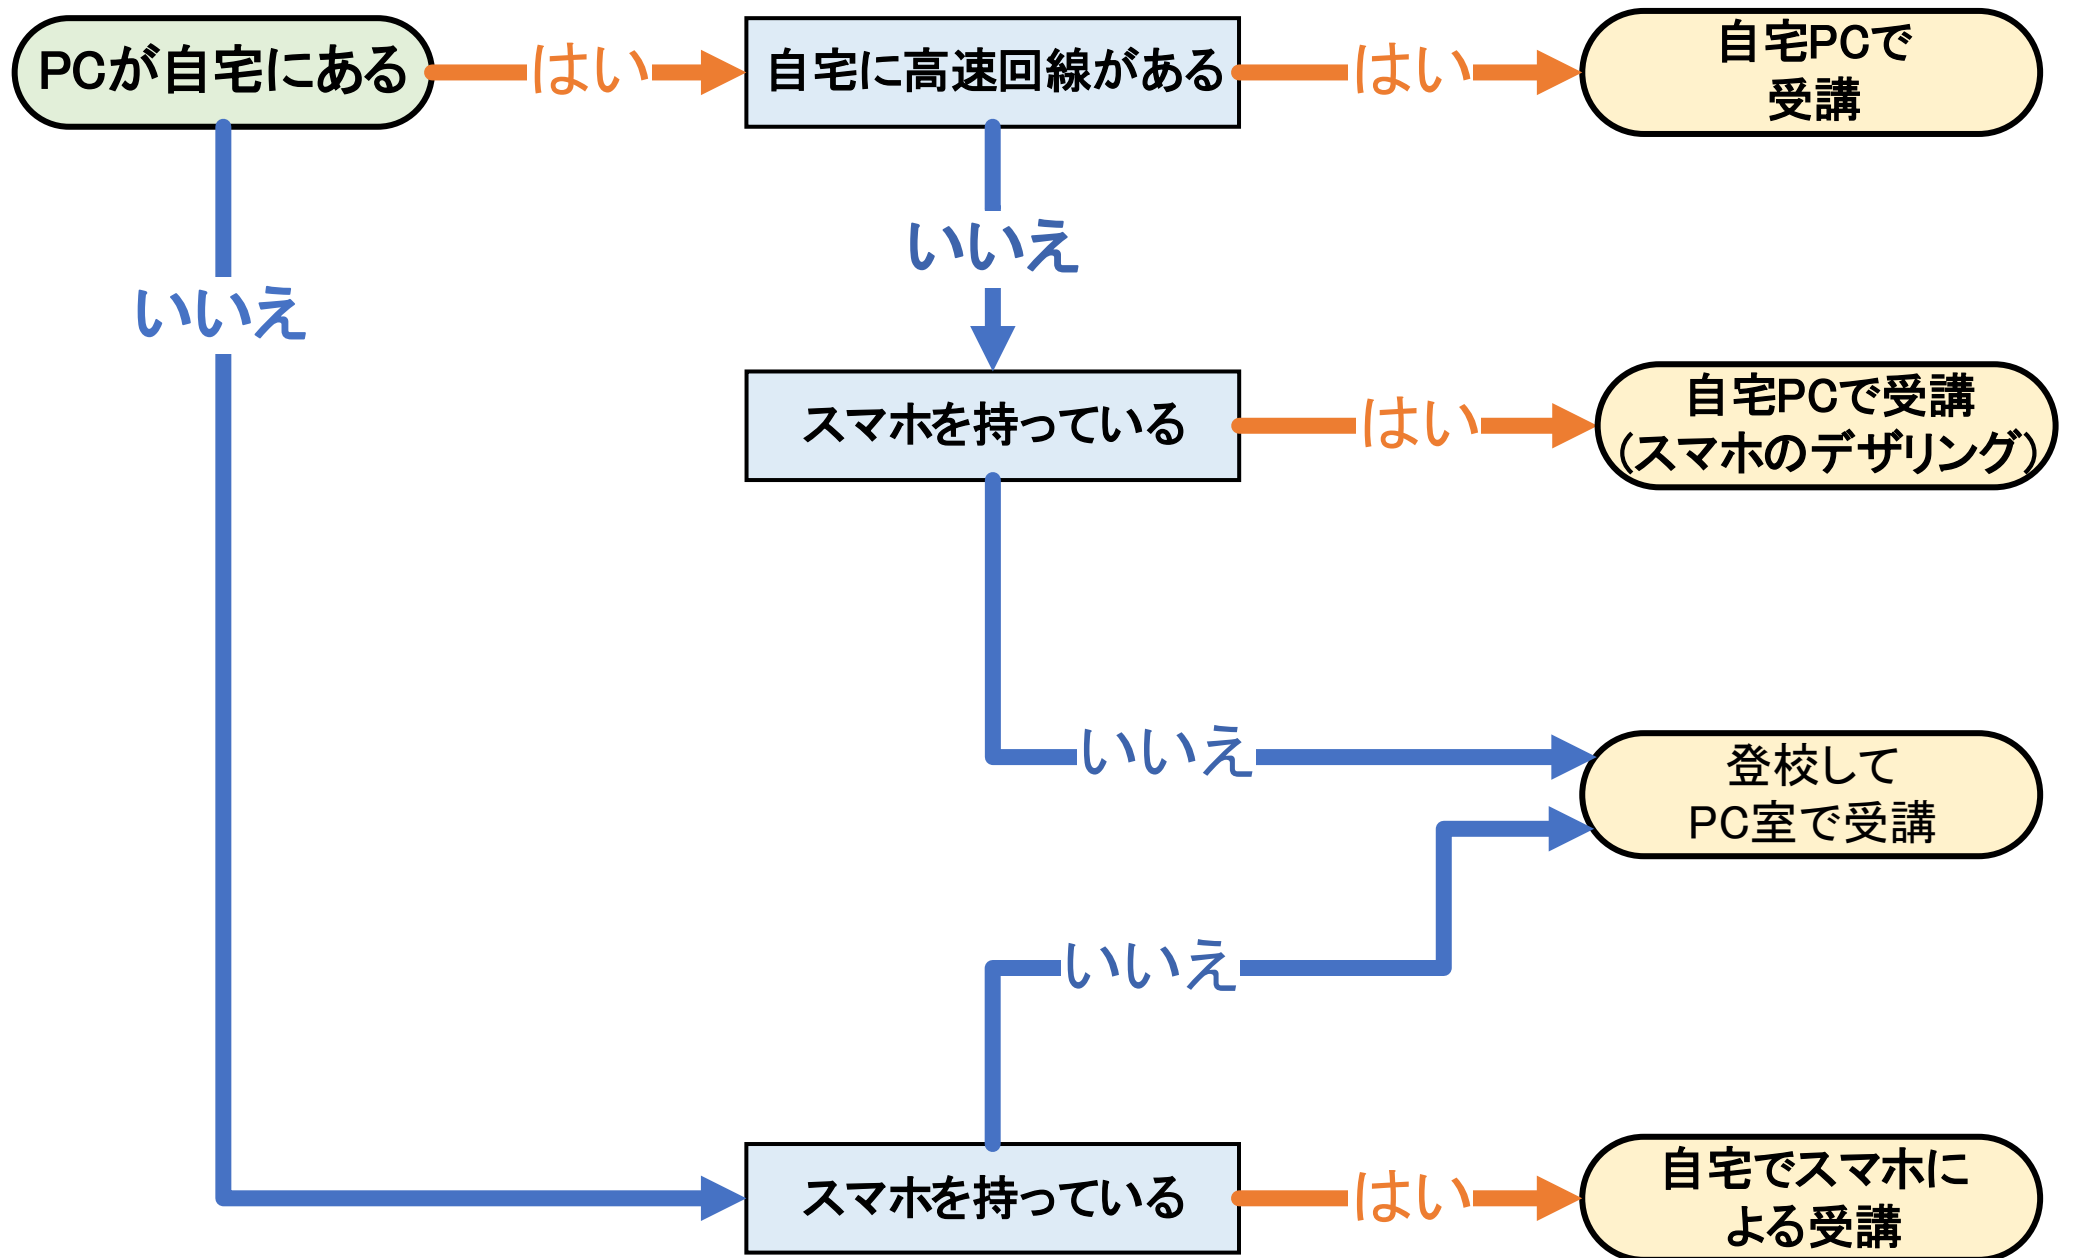 PCが自宅にある
はい
自宅に高速回線がある
はい
自宅PCで
受講
いいえ
いいえ
スマホを持っている
はい
自宅PCで受講
(スマホのデザリング)
いいえ
登校して
PC室で受講
いいえ
スマホを持っている
はい
自宅でスマホに
よる受講